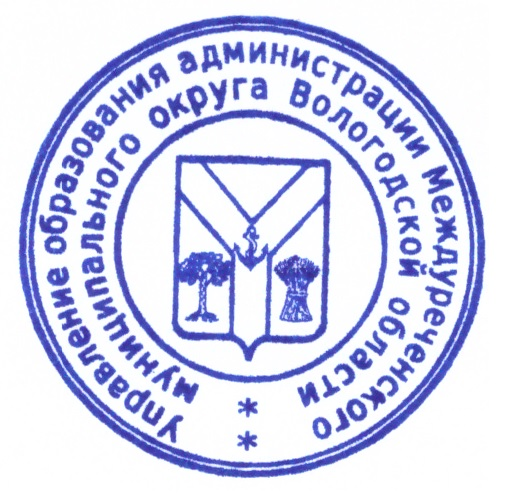 Управление образования администрации Междуреченского
муниципального округа Вологодской области
* *